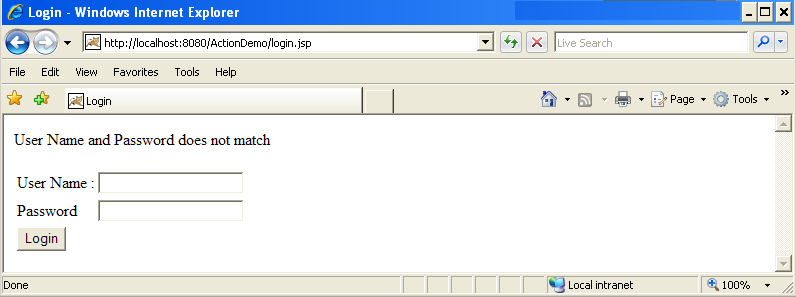 Login - Windows Internet Explorer
http://localhost:8080/ActionDemo/login.jsp
Live Search
File Edit View Favorites Tools Help
Login
Page Tools
User Name and Password does not match
User Name :
Password
Login
Done Local intranet 100%